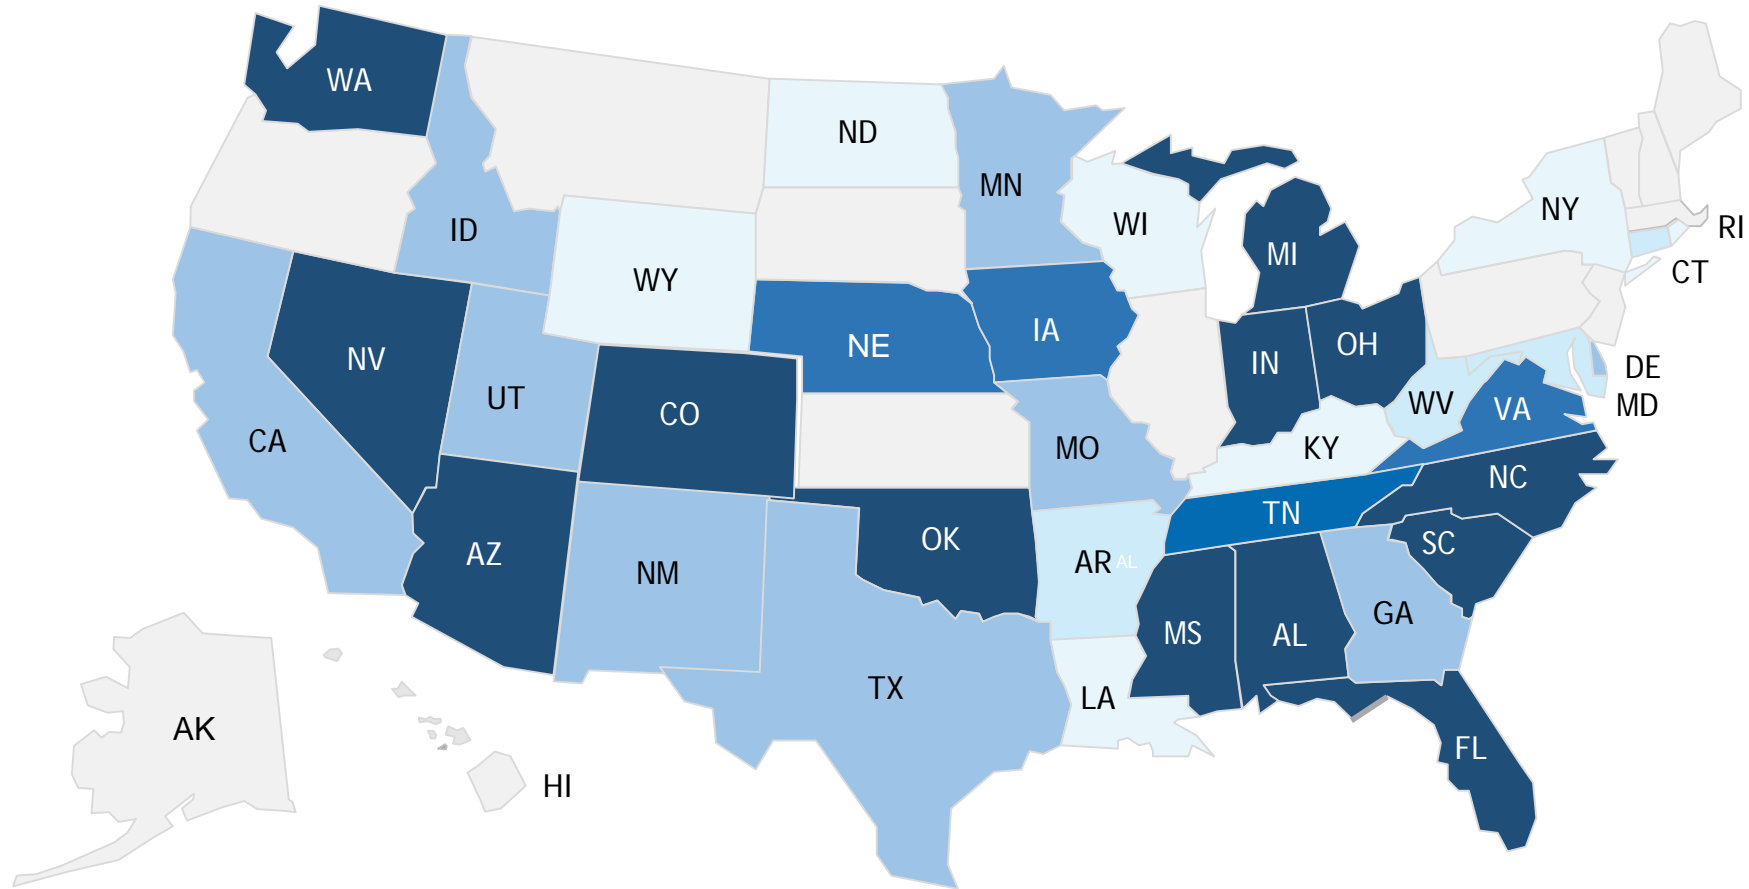 WA
ND
MN
ID
WI
NY
RI
MI
CT
WY
IA
NE
OH
NV
IN
DE
UT
WV
MD
CO
VA
CA
MO
KY
NC
TN
OK
SC
AZ
AR AL
NM
GA
MS
AL
TX
LA
AK
FL
HI